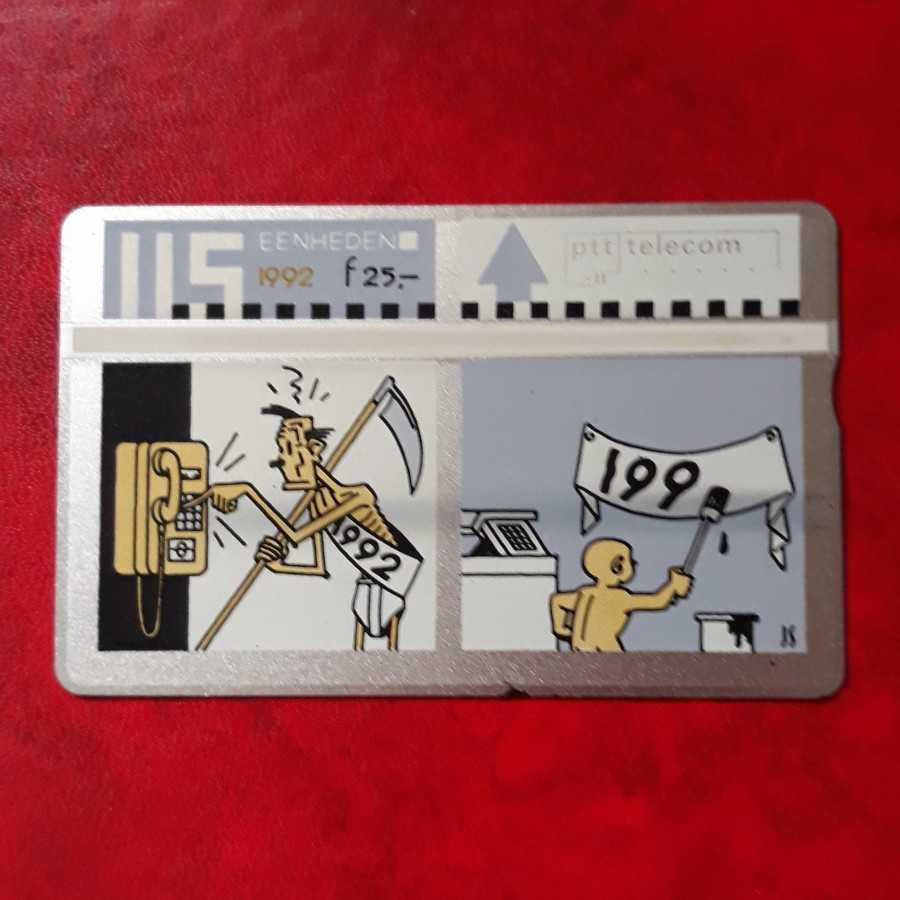 115 EENHEDEN
1992 f 25,-
ptt telecom
1992
199
JS